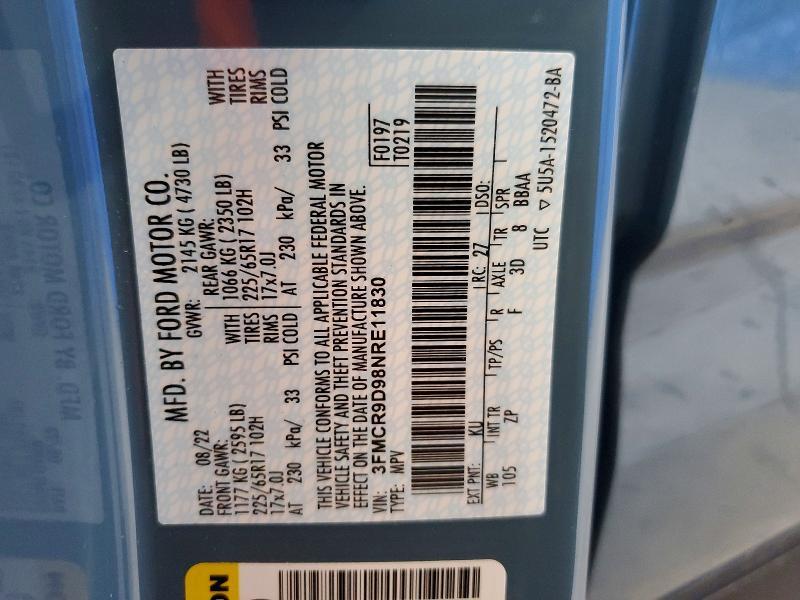 MFD. BY FORD MOTOR CO.
DATE: 08/22 GVWR: 2145 KG ( 4730 LB)
FRONT GAWR: REAR GAWR:
1177 KG ( 2595 LB) WITH 1066 KG ( 2350 LB) WITH
225/65R17 102H TIRES 225/65R17 102H TIRES
17x7.0J RIMS 17x7.0J RIMS
AT 230 kPa/ 33 PSI COLD AT 230 kPa/ 33 PSI COLD
THIS VEHICLE CONFORMS TO ALL APPLICABLE FEDERAL MOTOR
VEHICLE SAFETY AND THEFT PREVENTION STANDARDS IN
EFFECT ON THE DATE OF MANUFACTURE SHOWN ABOVE.
VIN: 3FMCR9D98NRE11830 F0197
TYPE: MPV T0219
EXT PNT: KU RC: 27 DSO:
WB INT TR TP/PS R AXLE TR SPR
105 ZP F 3D 8 BBAA
UTC ▽ 5U5A-1520472-BA
ON